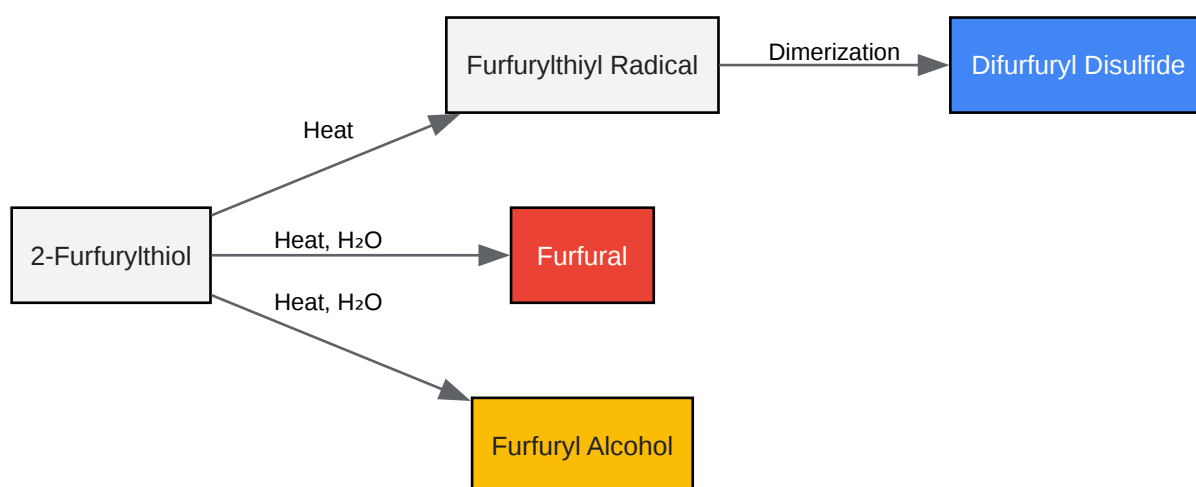 Furfurylthiyl Radical
Dimerization
Difurfuryl Disulfide
Heat
2-Furfurylthiol
Heat, H₂O
Furfural
Heat, H₂O
Furfuryl Alcohol